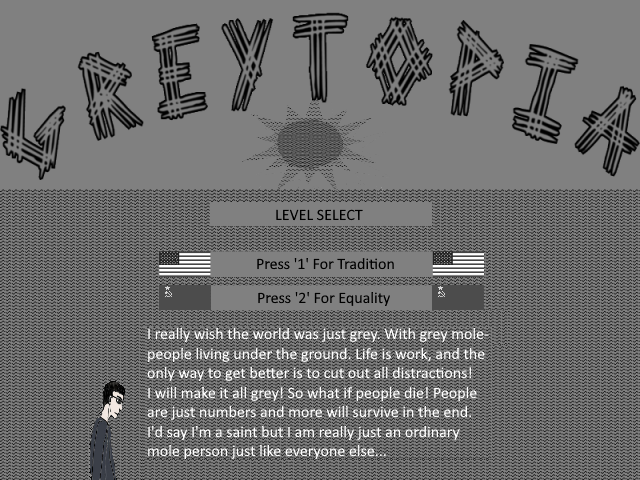 GREYTOPIA
LEVEL SELECT
Press '1' For Tradition
Press '2' For Equality
I really wish the world was just grey. With grey mole-
people living under the ground. Life is work, and the
only way to get better is to cut out all distractions!
I will make it all grey! So what if people die! People
are just numbers and more will survive in the end.
I'd say I'm a saint but I am really just an ordinary
mole person just like everyone else...